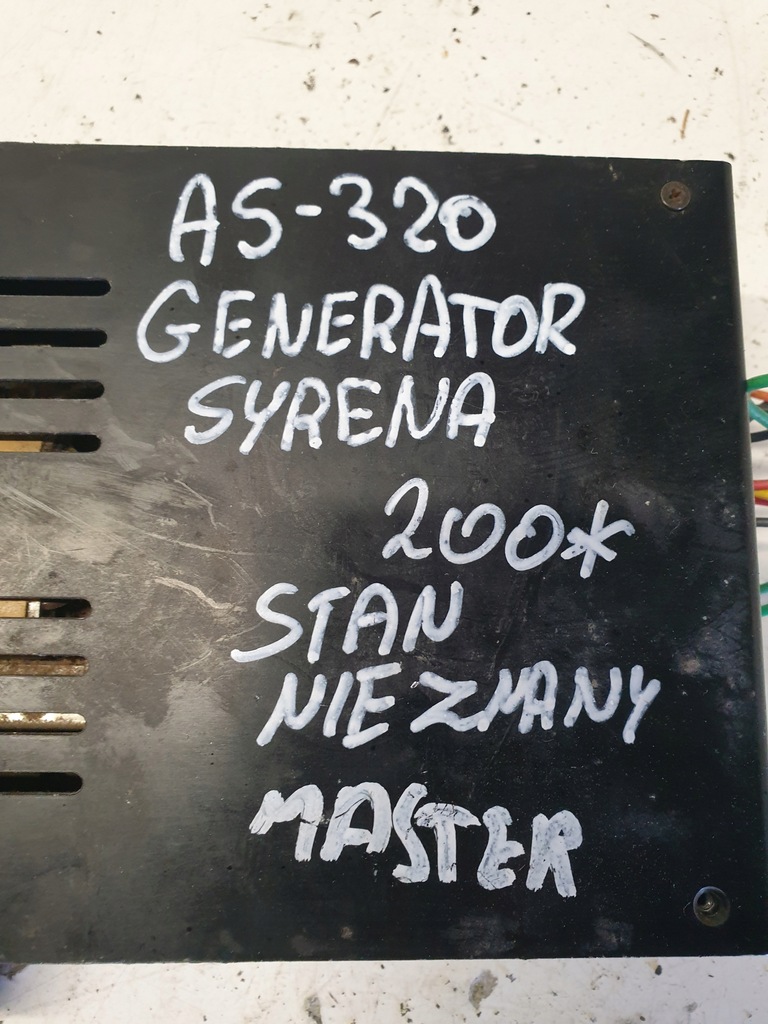 AS-320
GENERATOR
SYRENA
200*
STAN
NIEZNANY
MASTER